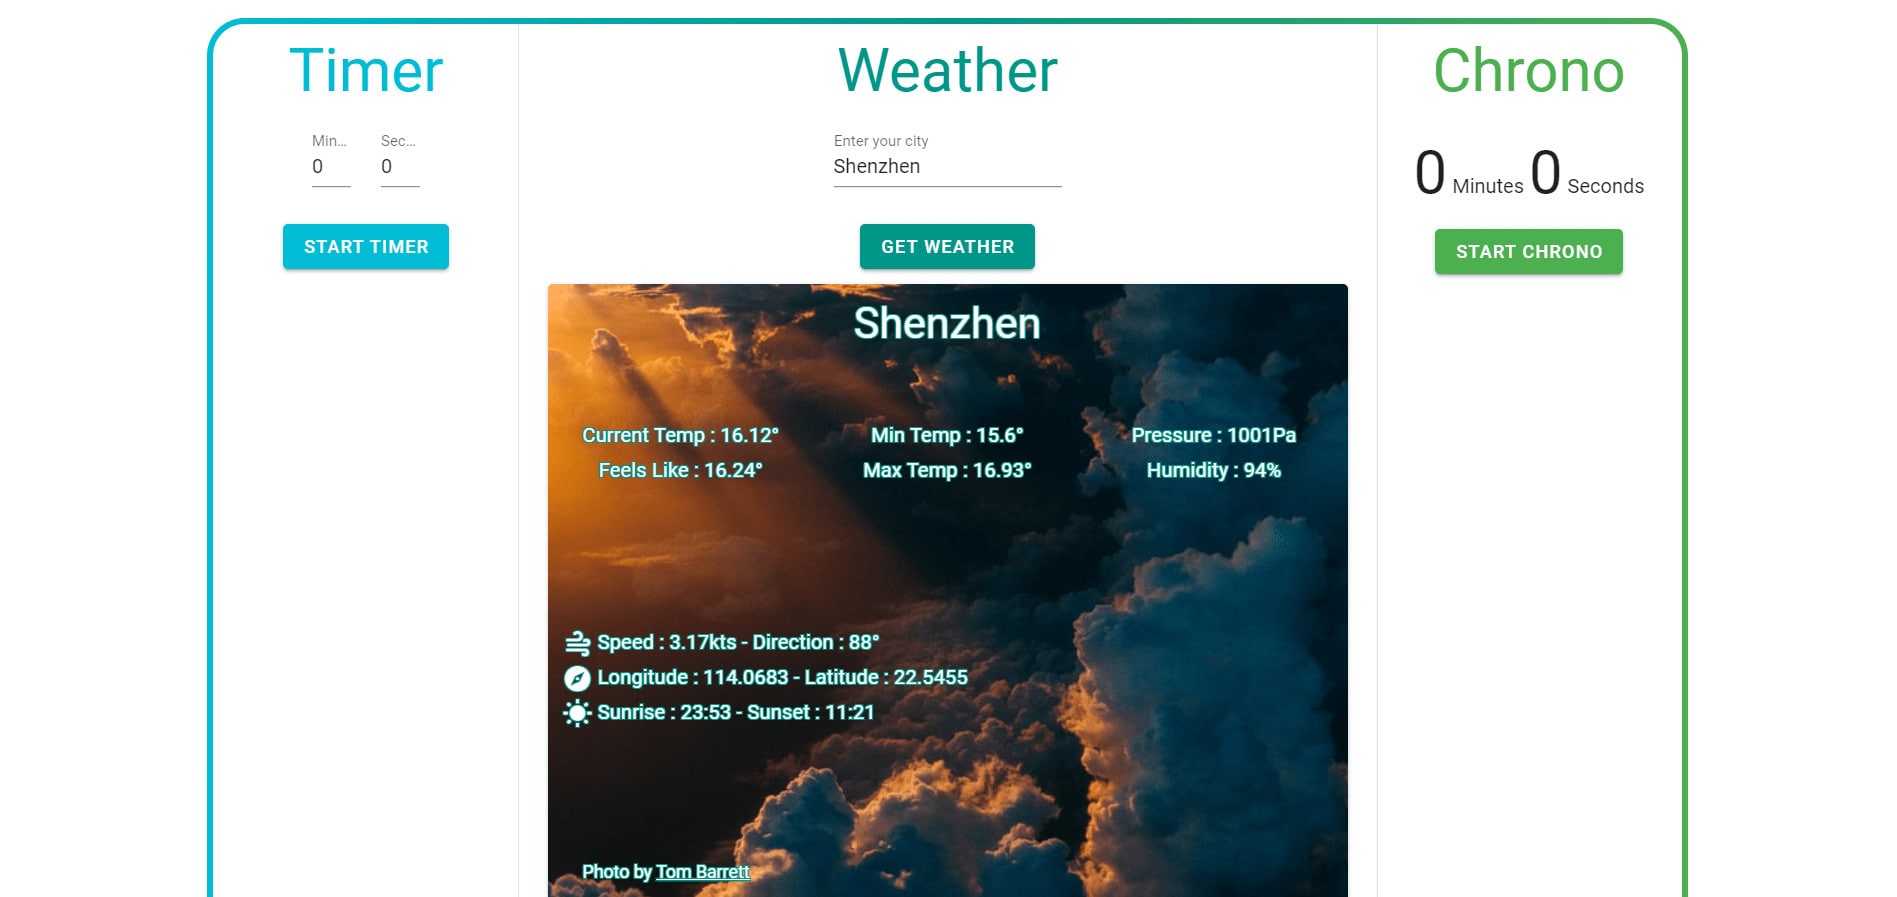 Timer
Min...
Sec...
0
0
START TIMER
Weather
Enter your city
Shenzhen
GET WEATHER
Shenzhen
Current Temp : 16.12°
Feels Like : 16.24°
Min Temp : 15.6°
Max Temp : 16.93°
Pressure : 1001Pa
Humidity : 94%
Speed : 3.17kts - Direction : 88°
Longitude : 114.0683 - Latitude : 22.5455
Sunrise : 23:53 - Sunset : 11:21
Photo by Tom Barrett
Chrono
0 Minutes 0 Seconds
START CHRONO